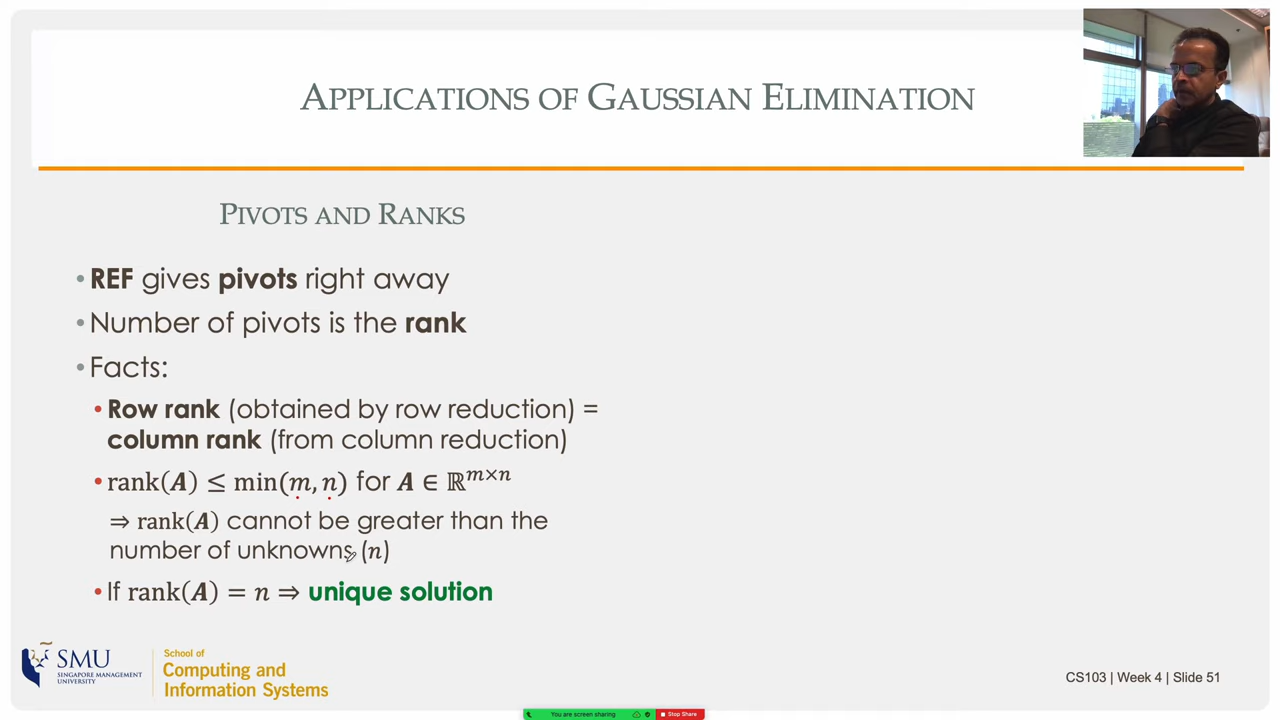 APPLICATIONS OF GAUSSIAN ELIMINATION
PIVOTS AND RANKS
• REF gives pivots right away
• Number of pivots is the rank
• Facts:
• Row rank (obtained by row reduction) =
column rank (from column reduction)
• rank(A) ≤ min(m, n) for A ∈ ℝ^{m×n}
⇒ rank(A) cannot be greater than the
number of unknowns (n)
• If rank(A) = n ⇒ unique solution
SMU
SINGAPORE MANAGEMENT
UNIVERSITY
School of
Computing and
Information Systems
CS103 | Week 4 | Slide 51
You are screen sharing
Stop Share